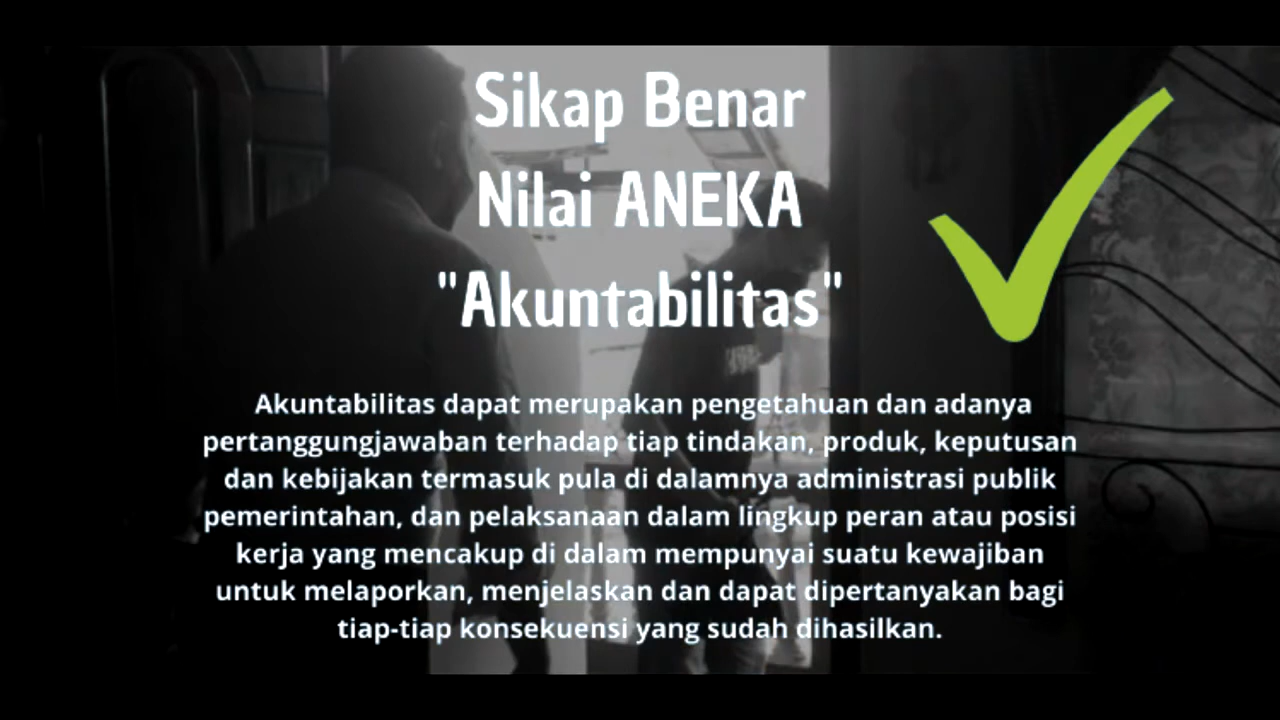 Sikap Benar
Nilai ANEKA
"Akuntabilitas"
Akuntabilitas dapat merupakan pengetahuan dan adanya
pertanggungjawaban terhadap tiap tindakan, produk, keputusan
dan kebijakan termasuk pula di dalamnya administrasi publik
pemerintahan, dan pelaksanaan dalam lingkup peran atau posisi
kerja yang mencakup di dalam mempunyai suatu kewajiban
untuk melaporkan, menjelaskan dan dapat dipertanyakan bagi
tiap-tiap konsekuensi yang sudah dihasilkan.